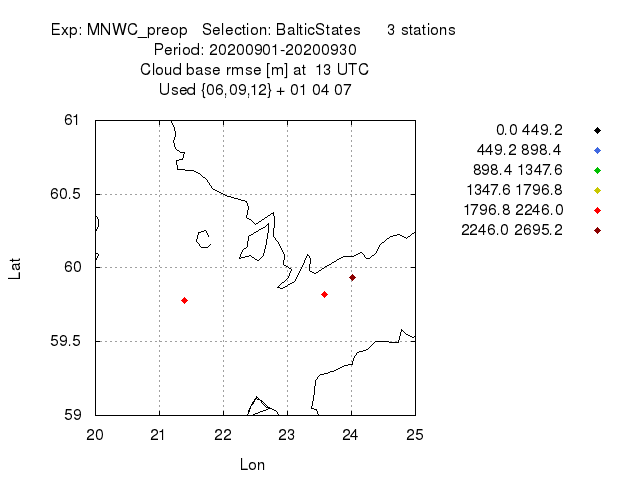 Exp: MNWC_preop   Selection: BalticStates      3 stations
Period: 20200901-20200930
Cloud base rmse [m] at  13 UTC
Used {06,09,12} + 01 04 07
0.0 449.2
449.2 898.4
898.4 1347.6
1347.6 1796.8
1796.8 2246.0
2246.0 2695.2
61
60.5
60
59.5
59
Lat
20 21 22 23 24 25
Lon